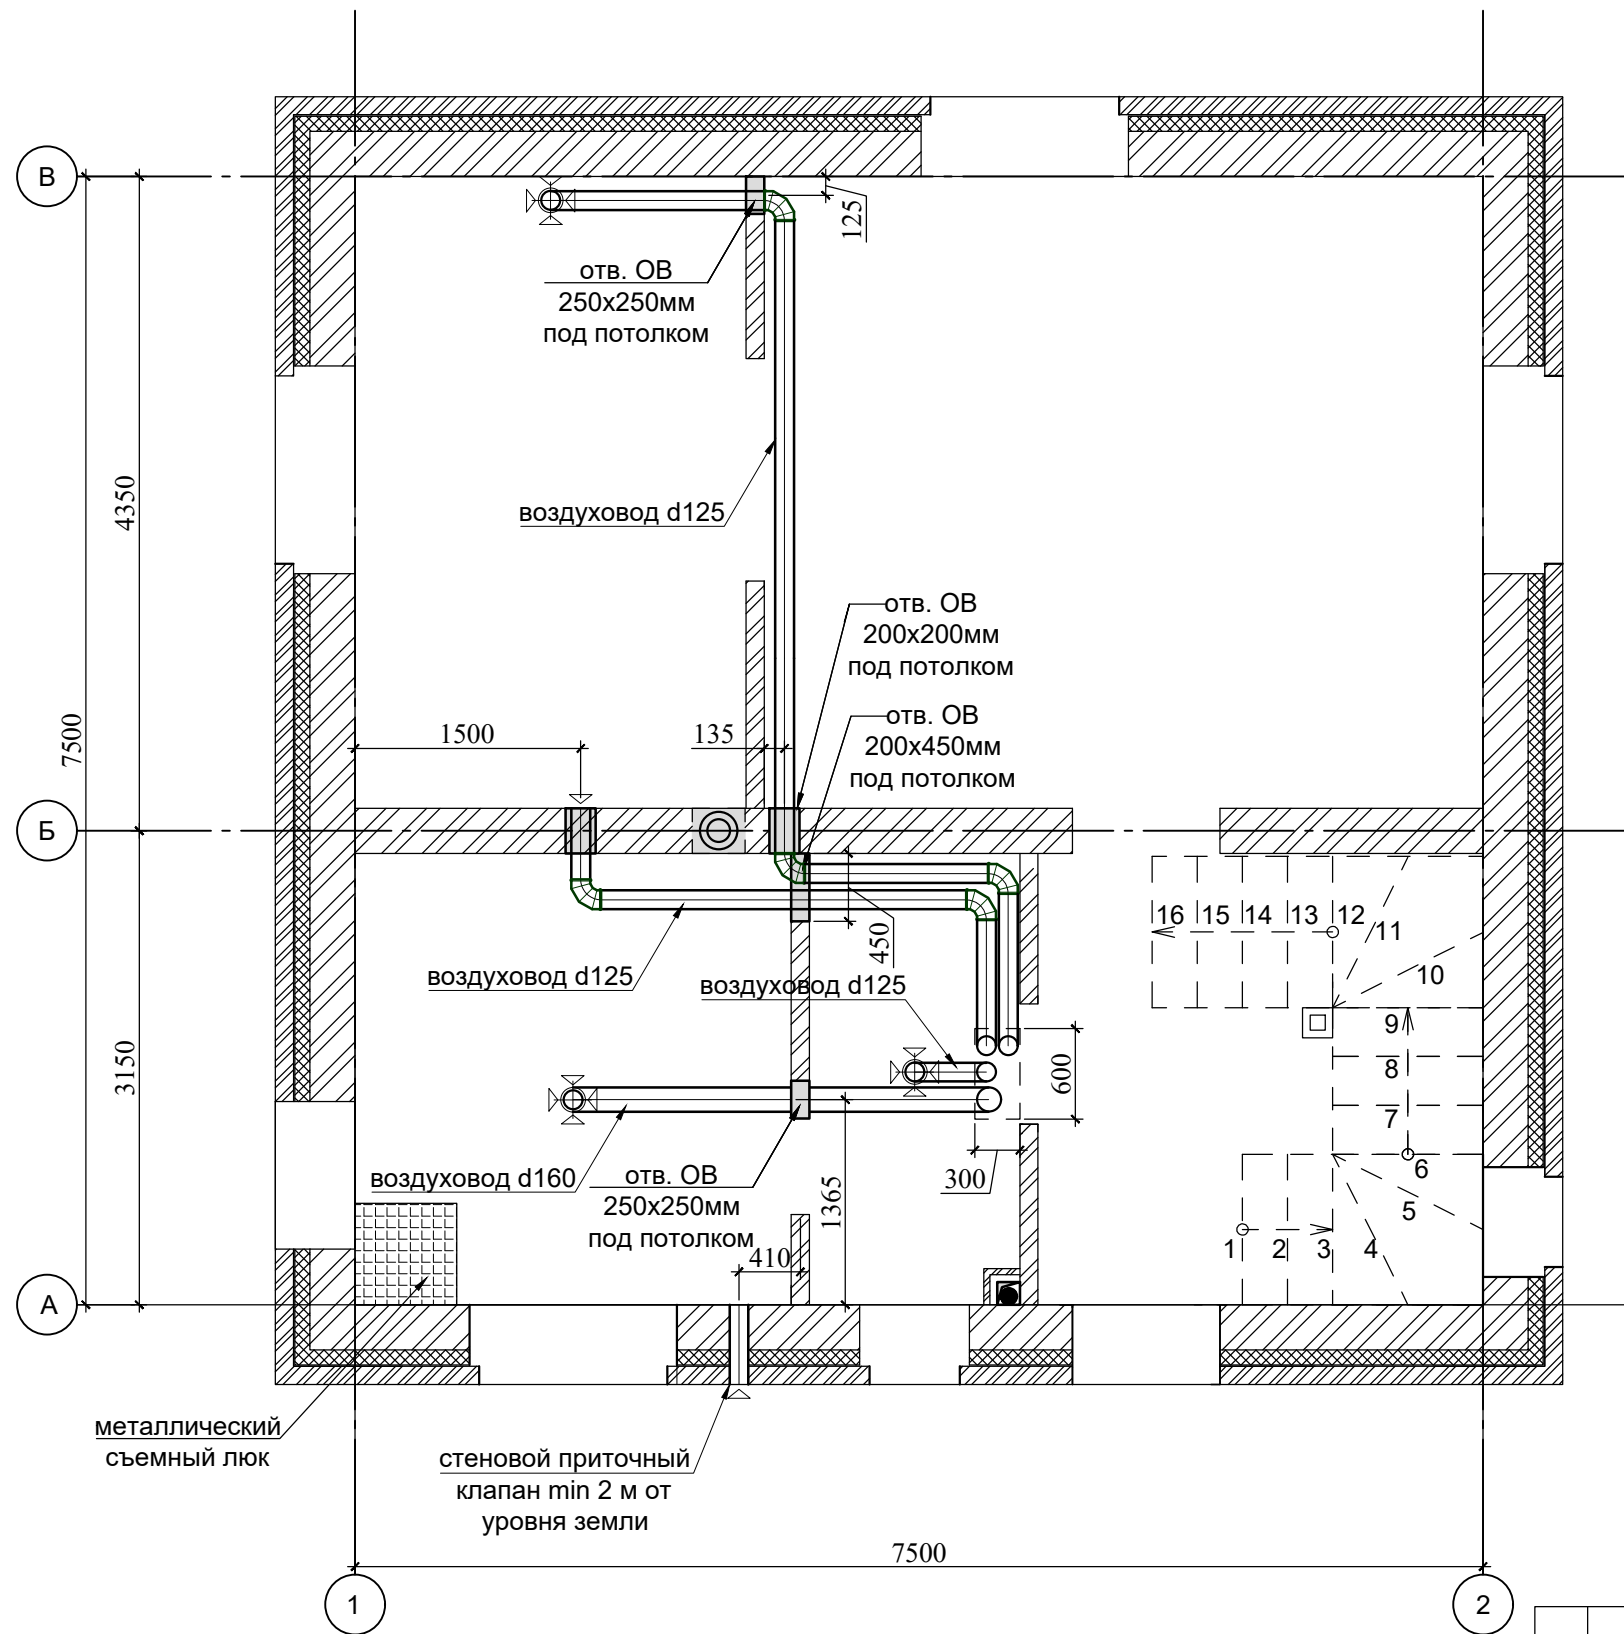 В
125
отв. ОВ
250х250мм
под потолком
4350
воздуховод d125
7500
отв. ОВ
200х200мм
под потолком
отв. ОВ
200х450мм
под потолком
1500
135
Б
16 15 14 13 12
11
10
450
воздуховод d125
воздуховод d125
9
8
7
6
5
4
3
2
1
3150
600
воздуховод d160
отв. ОВ
250х250мм
под потолком
300
1365
410
А
металлический
съемный люк
стеновой приточный
клапан min 2 м от
уровня земли
7500
1
2